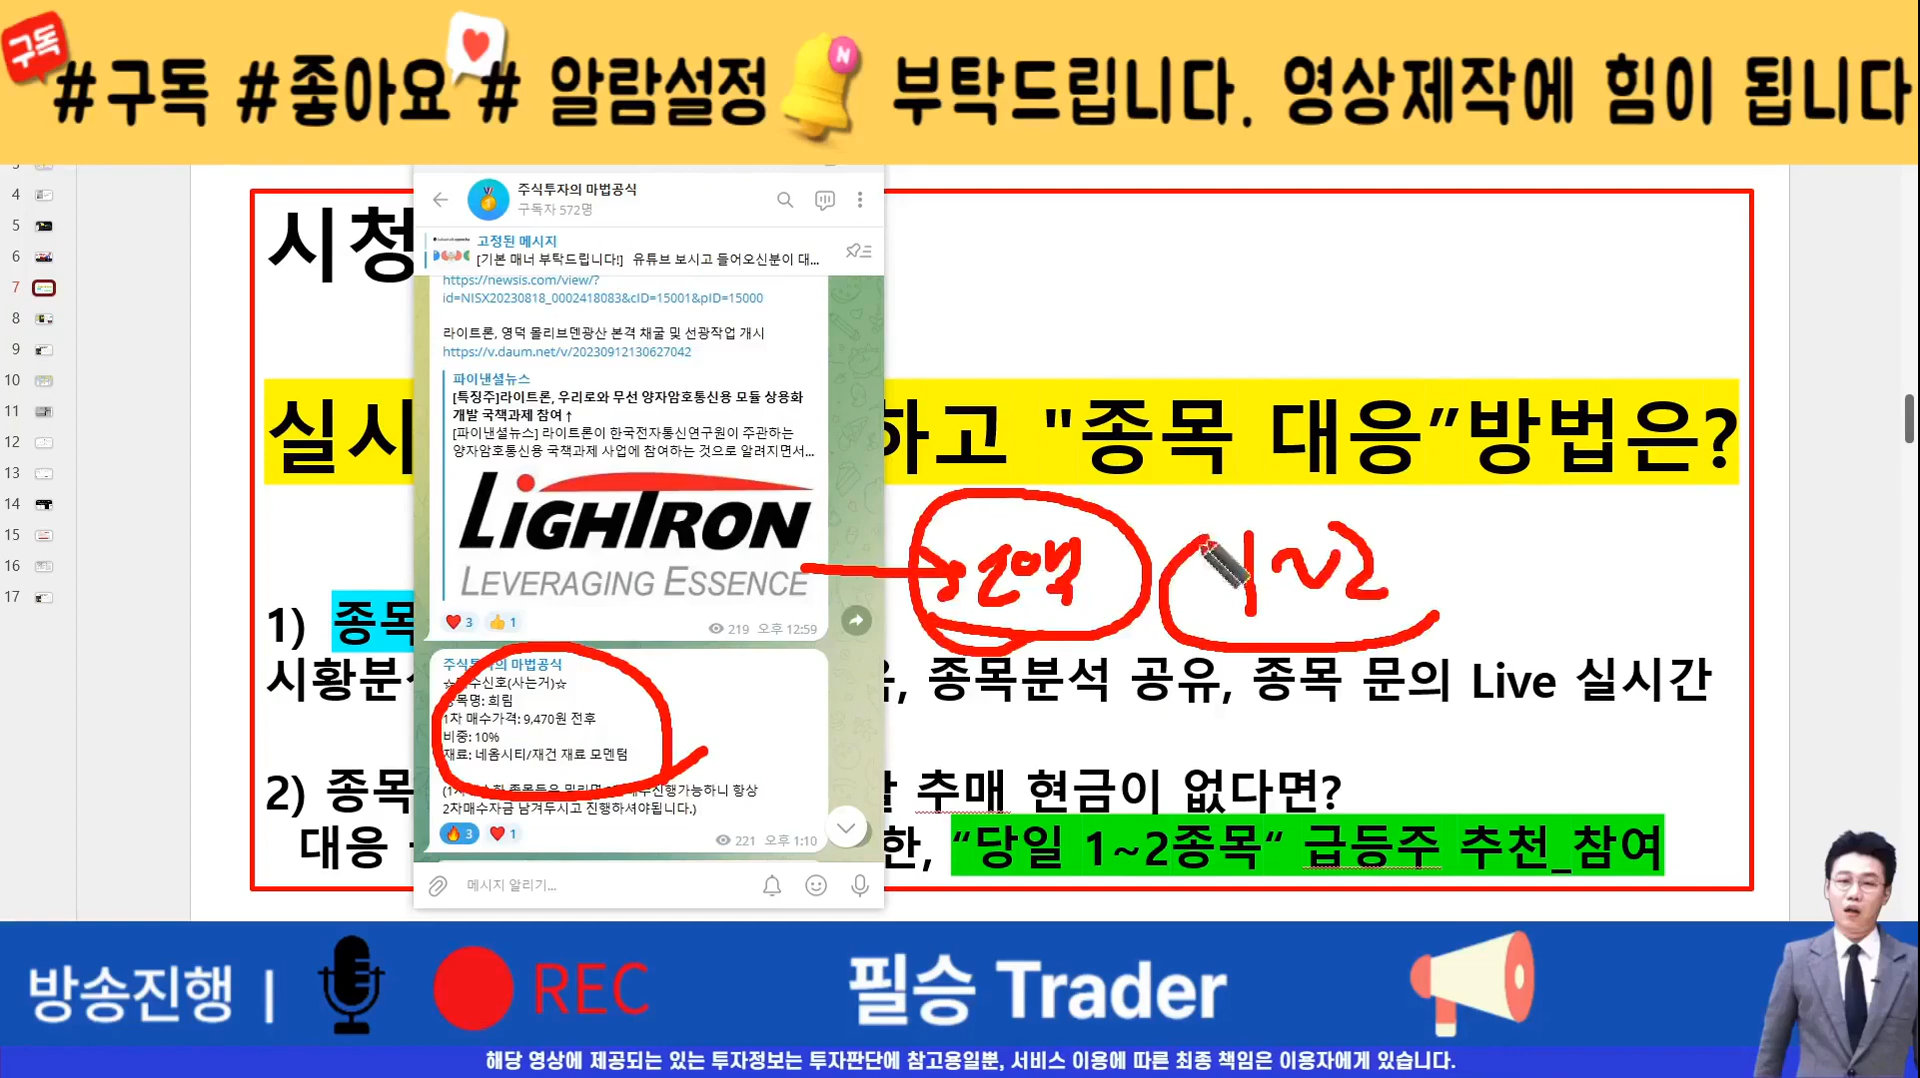 구독
N
#구독 #좋아요 # 알람설정 부탁드립니다. 영상제작에 힘이 됩니다
4
5
6
7
8
9
10
11
12
13
14
15
16
17
시청
실시
하고 "종목 대응”방법은?
1) 종목
시황분
, 종목분석 공유, 종목 문의 Live 실시간
2) 종목
추매 현금이 없다면?
대응
한, “당일 1~2종목“ 급등주 추천_참여
주식투자의 마법공식
구독자 572명
고정된 메시지
[기본 매너 부탁드립니다!] 유튜브 보시고 들어오신분이 대...
https://newsis.com/view/?
id=NISX20230818_0002418083&cID=15001&pID=15000
라이트론, 영덕 몰리브덴광산 본격 채굴 및 선광작업 개시
https://v.daum.net/v/20230912130627042
파이낸셜뉴스
[특징주]라이트론, 우리로와 무선 양자암호통신용 모듈 상용화
개발 국책과제 참여↑
[파이낸셜뉴스] 라이트론이 한국전자통신연구원이 주관하는
양자암호통신용 국책과제 사업에 참여하는 것으로 알려지면서...
LIGHTRON
LEVERAGING ESSENCE
3 1
219 오후 12:59
주식투자의 마법공식
☆매수신호(사는거)☆
종목명: 희림
1차 매수가격: 9,470원 전후
비중: 10%
재료: 네옴시티/재건 재료 모멘텀
2차매수자금 남겨두시고 진행하셔야됩니다.)
3 1
221 오후 1:10
메시지 알리기...
1~2
방송진행 |
REC
필승 Trader
해당 영상에 제공되는 있는 투자정보는 투자판단에 참고용일뿐, 서비스 이용에 따른 최종 책임은 이용자에게 있습니다.